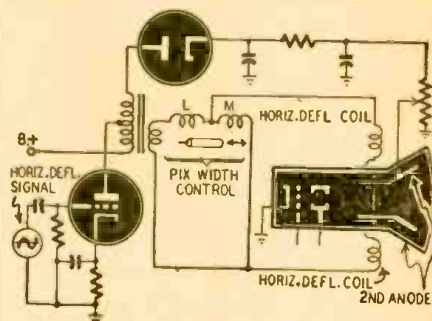 L
M
HORIZ. DEFL COIL
B+
PIX WIDTH
CONTROL
HORIZ. DEFL.
SIGNAL
HORIZ. DEFL. COIL
2ND ANODE